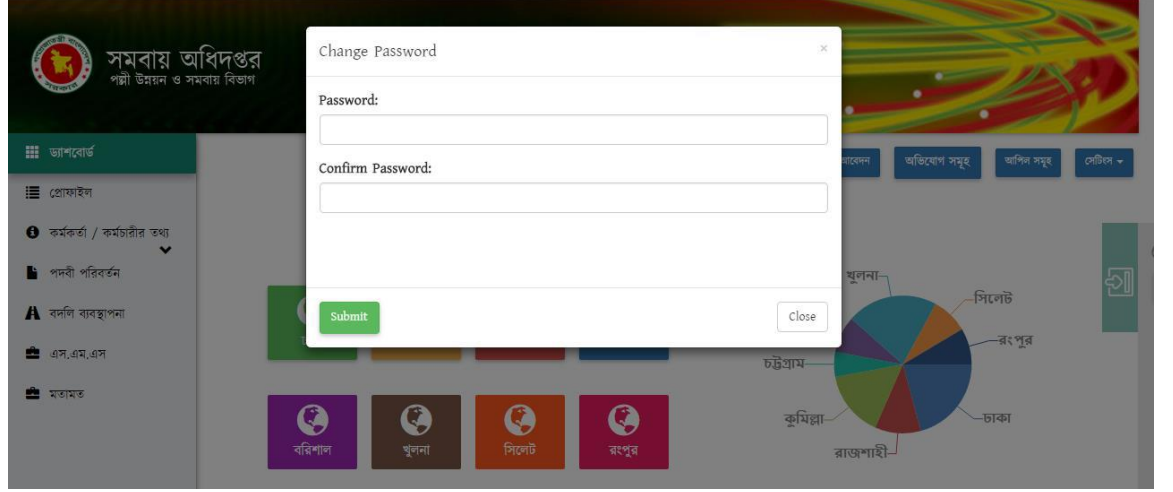 সমবায় অধিদপ্তর
পল্লী উন্নয়ন ও সমবায় বিভাগ
Change Password
×
Password:
Confirm Password:
Submit
Close
ড্যাশবোর্ড
প্রোফাইল
কর্মকর্তা / কর্মচারীর তথ্য
পদবী পরিবর্তন
বদলি ব্যবস্থাপনা
এস.এম.এস
মতামত
অভিযোগ সমূহ
আপিল সমূহ
সেটিংস
বরিশাল
খুলনা
সিলেট
রংপুর
খুলনা
সিলেট
রংপুর
চট্টগ্রাম
কুমিল্লা
ঢাকা
রাজশাহী